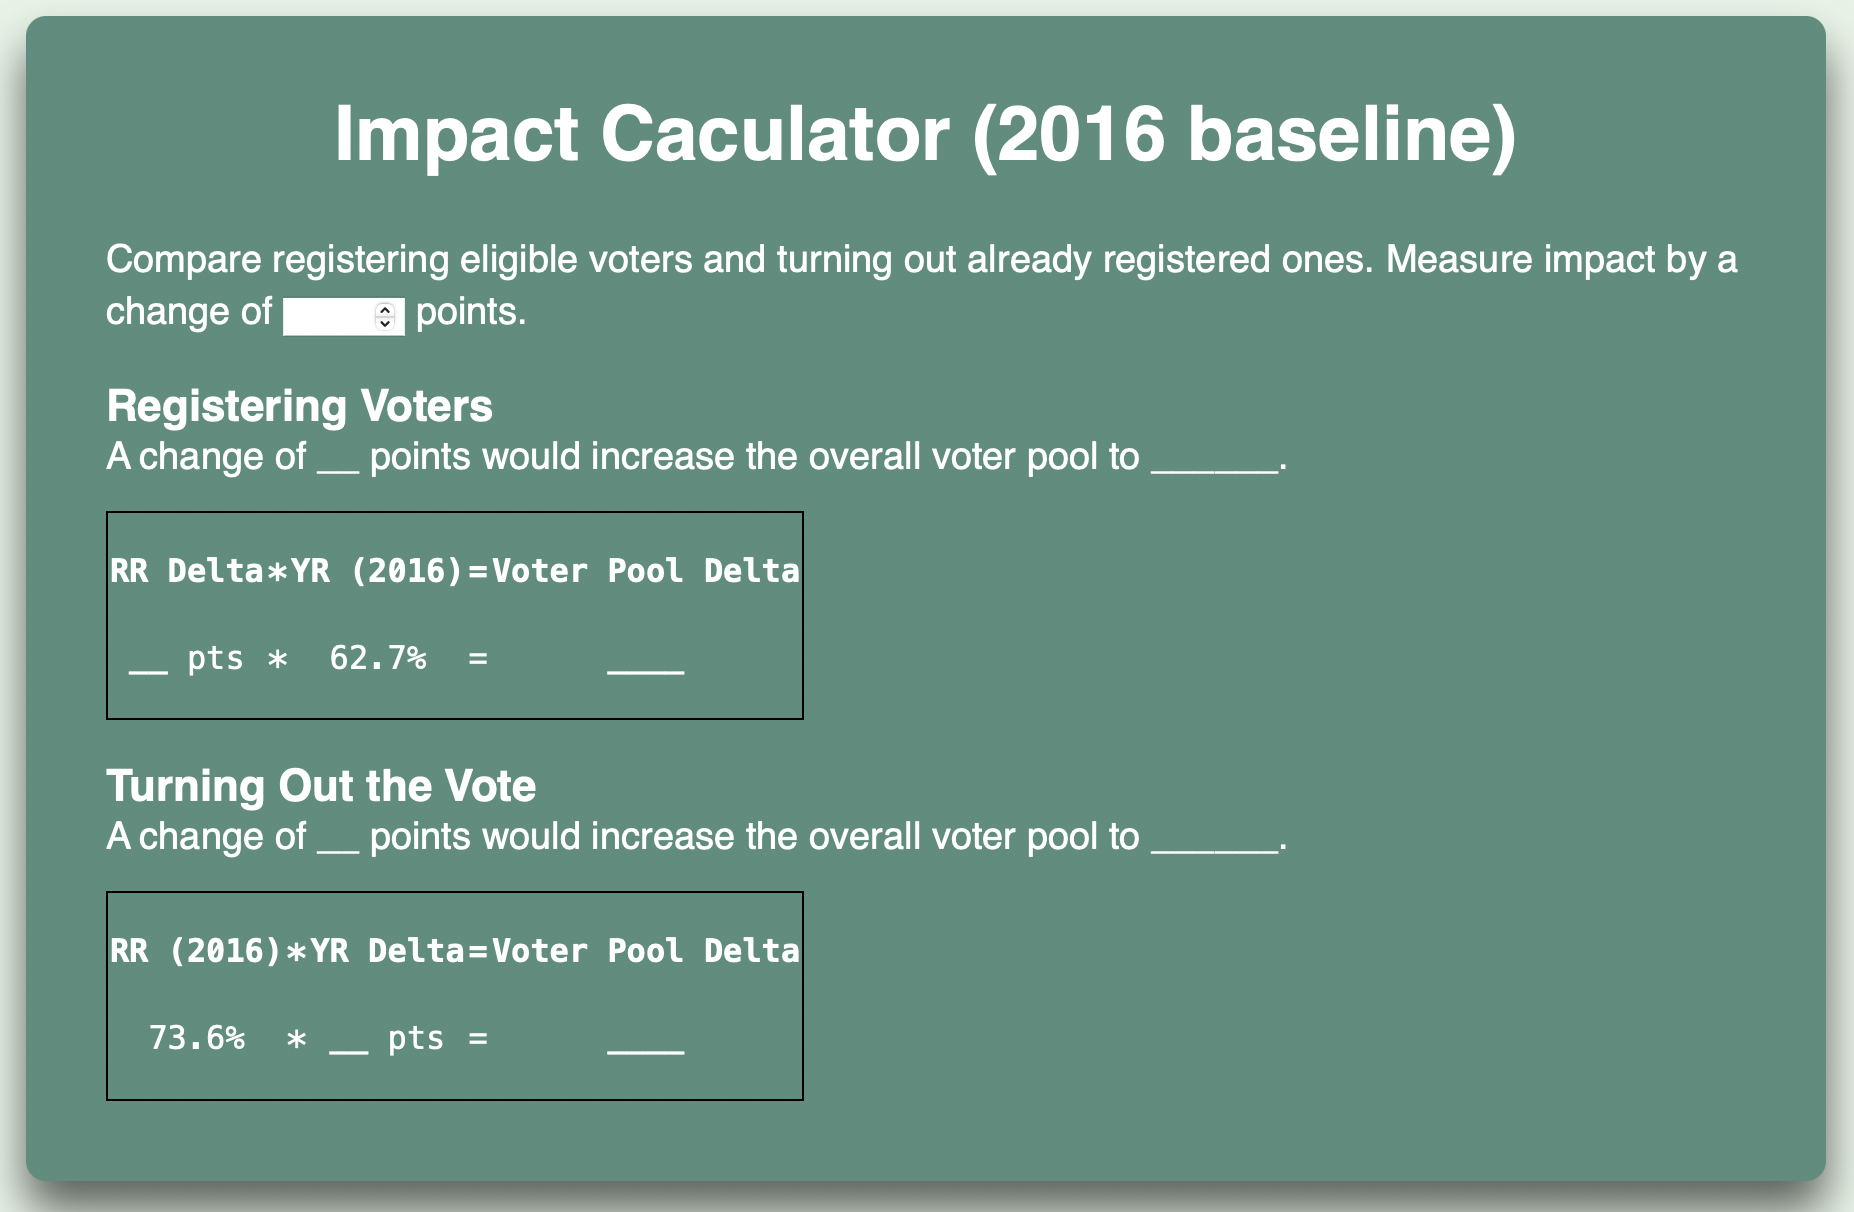 Impact Caculator (2016 baseline)
Compare registering eligible voters and turning out already registered ones. Measure impact by a
change of points.
Registering Voters
A change of __ points would increase the overall voter pool to ______.
RR Delta*YR (2016)=Voter Pool Delta
__ pts * 62.7% = ____
Turning Out the Vote
A change of __ points would increase the overall voter pool to ______.
RR (2016)*YR Delta=Voter Pool Delta
73.6% * __ pts = ____